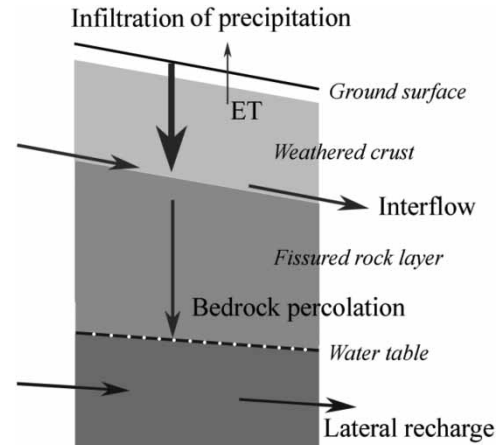 Infiltration of precipitation
ET
Ground surface
Weathered crust
Interflow
Fissured rock layer
Bedrock percolation
Water table
Lateral recharge